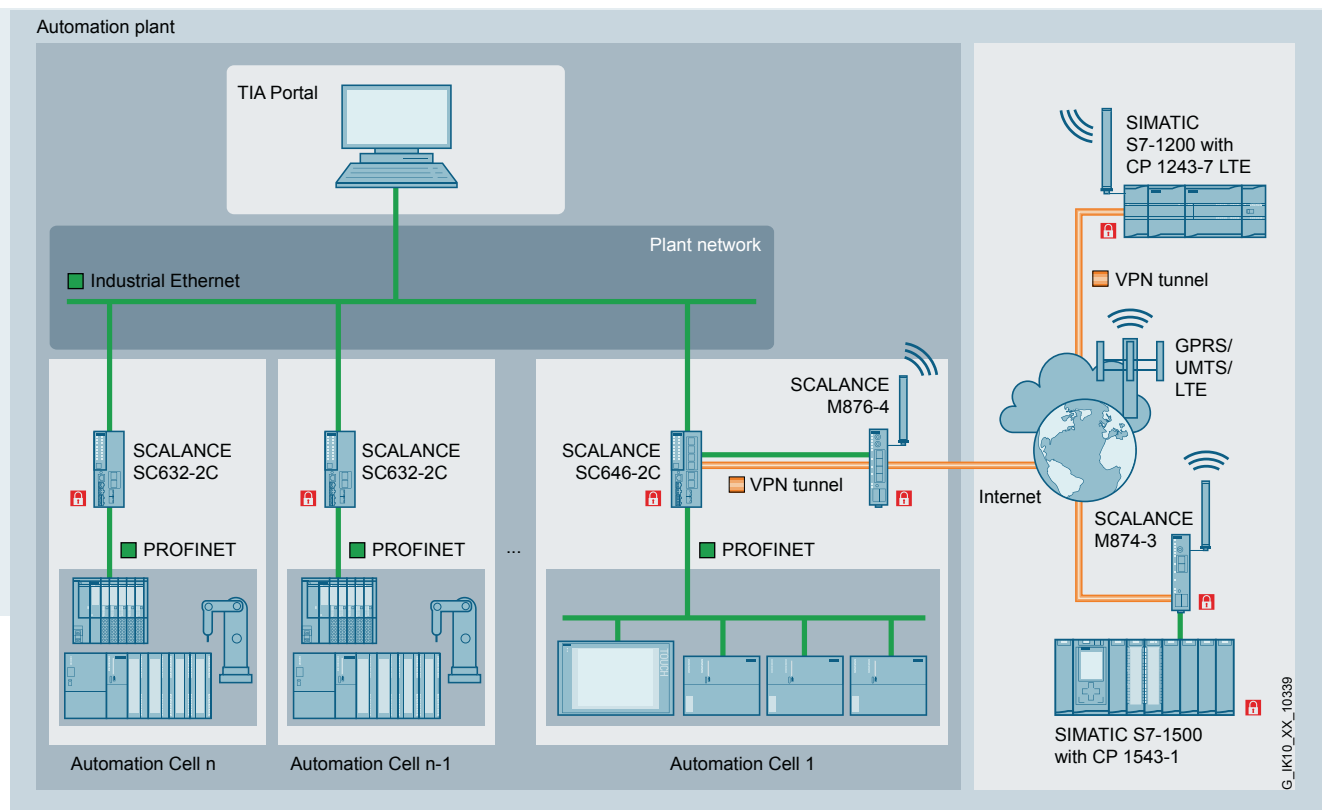 Automation plant
TIA Portal
Plant network
Industrial Ethernet
SCALANCE
SC632-2C
PROFINET
Automation Cell n
SCALANCE
SC632-2C
PROFINET
Automation Cell n-1
...
SCALANCE
SC646-2C
SCALANCE
M876-4
VPN tunnel
PROFINET
TOUCH
Automation Cell 1
SIMATIC
S7-1200 with
CP 1243-7 LTE
VPN tunnel
GPRS/
UMTS/
LTE
Internet
SCALANCE
M874-3
SIMATIC S7-1500
with CP 1543-1
G_IK10_XX_10339